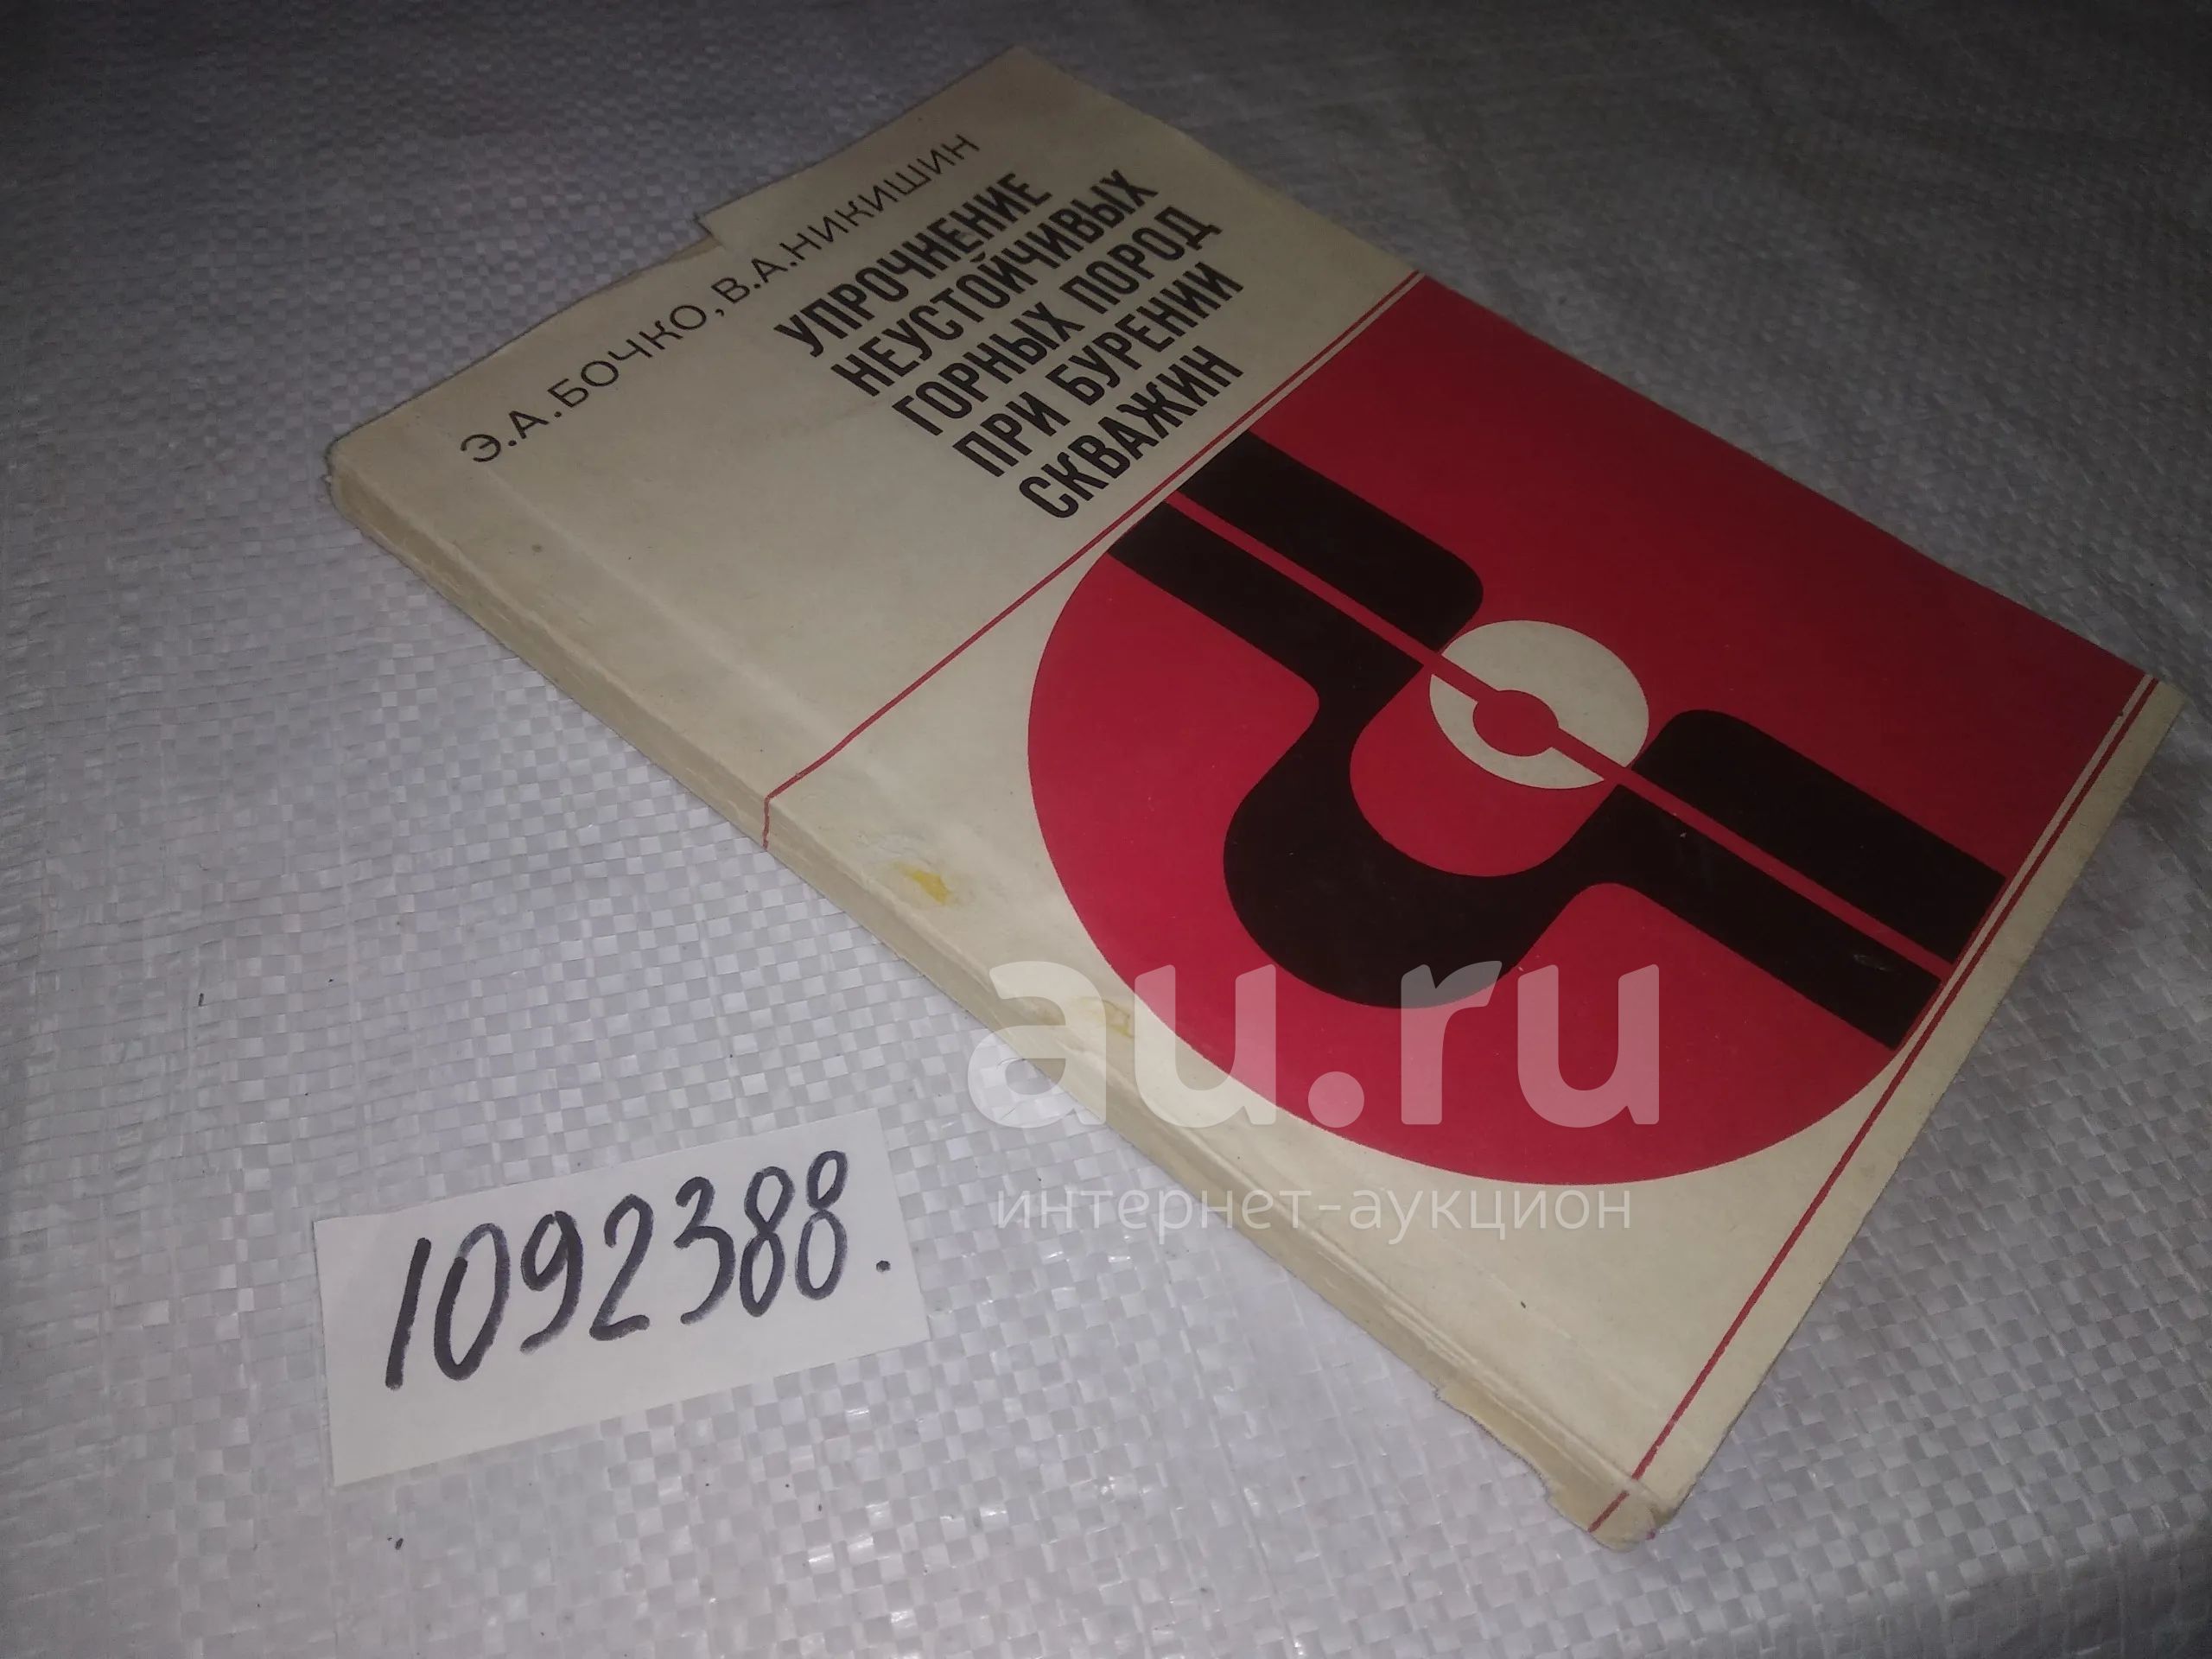 Э.А.БОЧКО, В.А.НИКИШИН
УПРОЧНЕНИЕ
НЕУСТОЙЧИВЫХ
ГОРНЫХ ПОРОД
ПРИ БУРЕНИИ
СКВАЖИН
au.ru
интернет-аукцион
1092388.